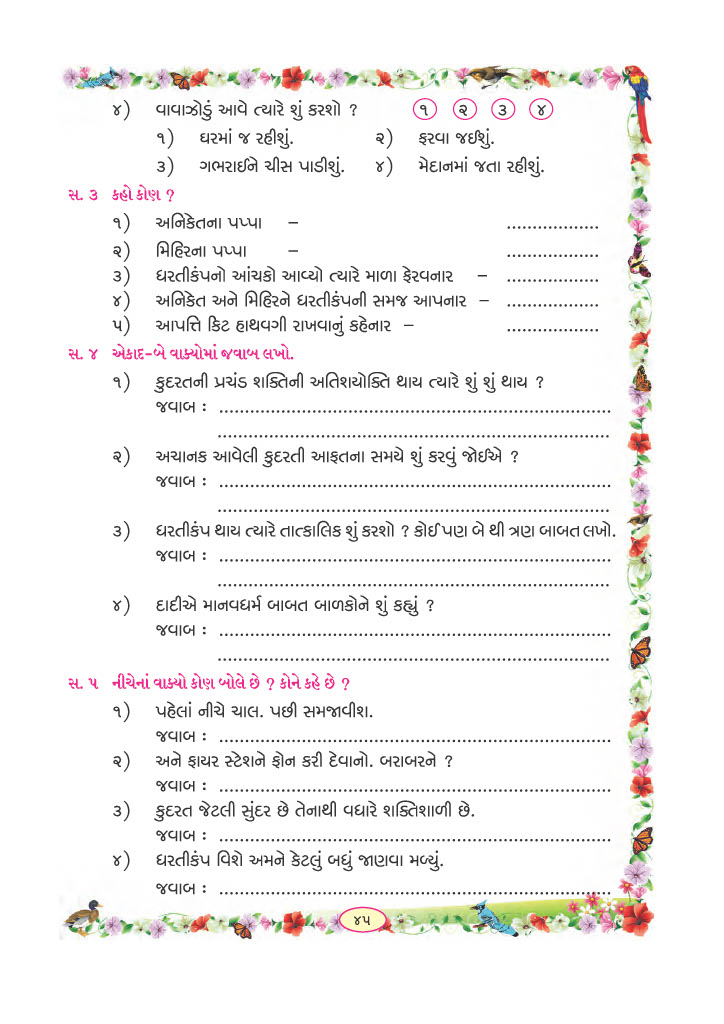 ૪) વાવાઝોડું આવે ત્યારે શું કરશો ? ૧ ૨ ૩ ૪
૧) ઘરમાં જ રહીશું. ૨) ફરવા જઈશું.
૩) ગભરાઈને ચીસ પાડીશું. ૪) મેદાનમાં જતા રહીશું.
સ. ૩ કહો કોણ ?
૧) અનિકેતના પપ્પા – ..................
૨) મિહિરના પપ્પા – ..................
૩) ધરતીકંપનો આંચકો આવ્યો ત્યારે માળા ફેરવનાર – ..................
૪) અનિકેત અને મિહિરને ધરતીકંપની સમજ આપનાર – ..................
૫) આપત્તિ કિટ હાથવગી રાખવાનું કહેનાર – ..................
સ. ૪ એકાદ-બે વાક્યોમાં જવાબ લખો.
૧) કુદરતની પ્રચંડ શક્તિની અતિશયોક્તિ થાય ત્યારે શું શું થાય ?
જવાબ : ............................................................................
............................................................................
૨) અચાનક આવેલી કુદરતી આફતના સમયે શું કરવું જોઈએ ?
જવાબ : ............................................................................
............................................................................
૩) ધરતીકંપ થાય ત્યારે તાત્કાલિક શું કરશો ? કોઈ પણ બે થી ત્રણ બાબત લખો.
જવાબ : ............................................................................
............................................................................
૪) દાદીએ માનવધર્મ બાબત બાળકોને શું કહ્યું ?
જવાબ : ............................................................................
............................................................................
સ. ૫ નીચેનાં વાક્યો કોણ બોલે છે ? કોને કહે છે ?
૧) પહેલાં નીચે ચાલ. પછી સમજાવીશ.
જવાબ : ............................................................................
૨) અને ફાયર સ્ટેશને ફોન કરી દેવાનો. બરાબરને ?
જવાબ : ............................................................................
૩) કુદરત જેટલી સુંદર છે તેનાથી વધારે શક્તિશાળી છે.
જવાબ : ............................................................................
૪) ધરતીકંપ વિશે અમને કેટલું બધું જાણવા મળ્યું.
જવાબ : ............................................................................
૪૫